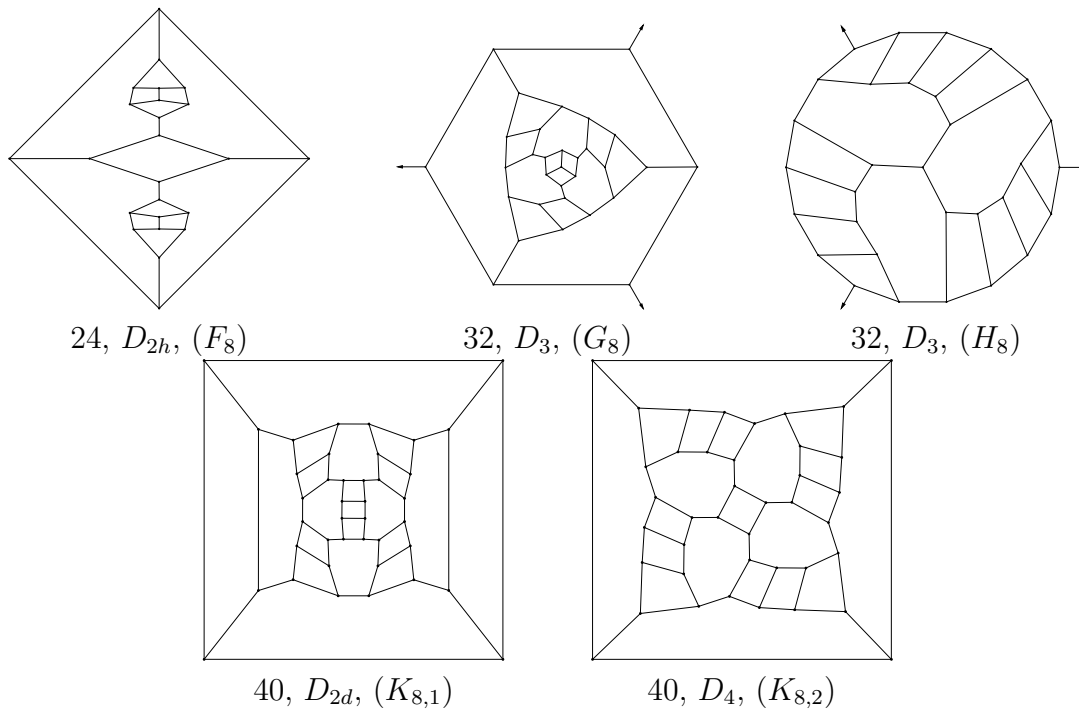 24, D₂ₕ, (F₈) 32, D₃, (G₈) 32, D₃, (H₈)
40, D₂d, (K₈,₁) 40, D₄, (K₈,₂)